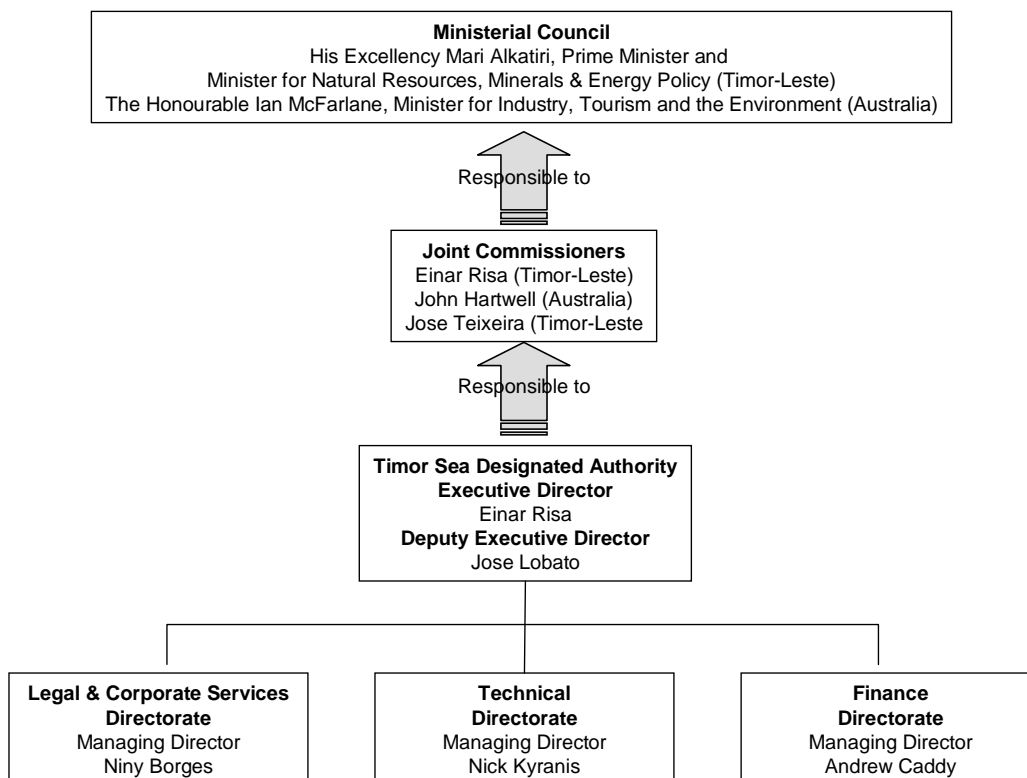 Ministerial Council
His Excellency Mari Alkatiri, Prime Minister and
Minister for Natural Resources, Minerals & Energy Policy (Timor-Leste)
The Honourable Ian McFarlane, Minister for Industry, Tourism and the Environment (Australia)
Responsible to
Joint Commissioners
Einar Risa (Timor-Leste)
John Hartwell (Australia)
Jose Teixeira (Timor-Leste
Responsible to
Timor Sea Designated Authority
Executive Director
Einar Risa
Deputy Executive Director
Jose Lobato
Legal & Corporate Services
Directorate
Managing Director
Niny Borges
Technical
Directorate
Managing Director
Nick Kyranis
Finance
Directorate
Managing Director
Andrew Caddy